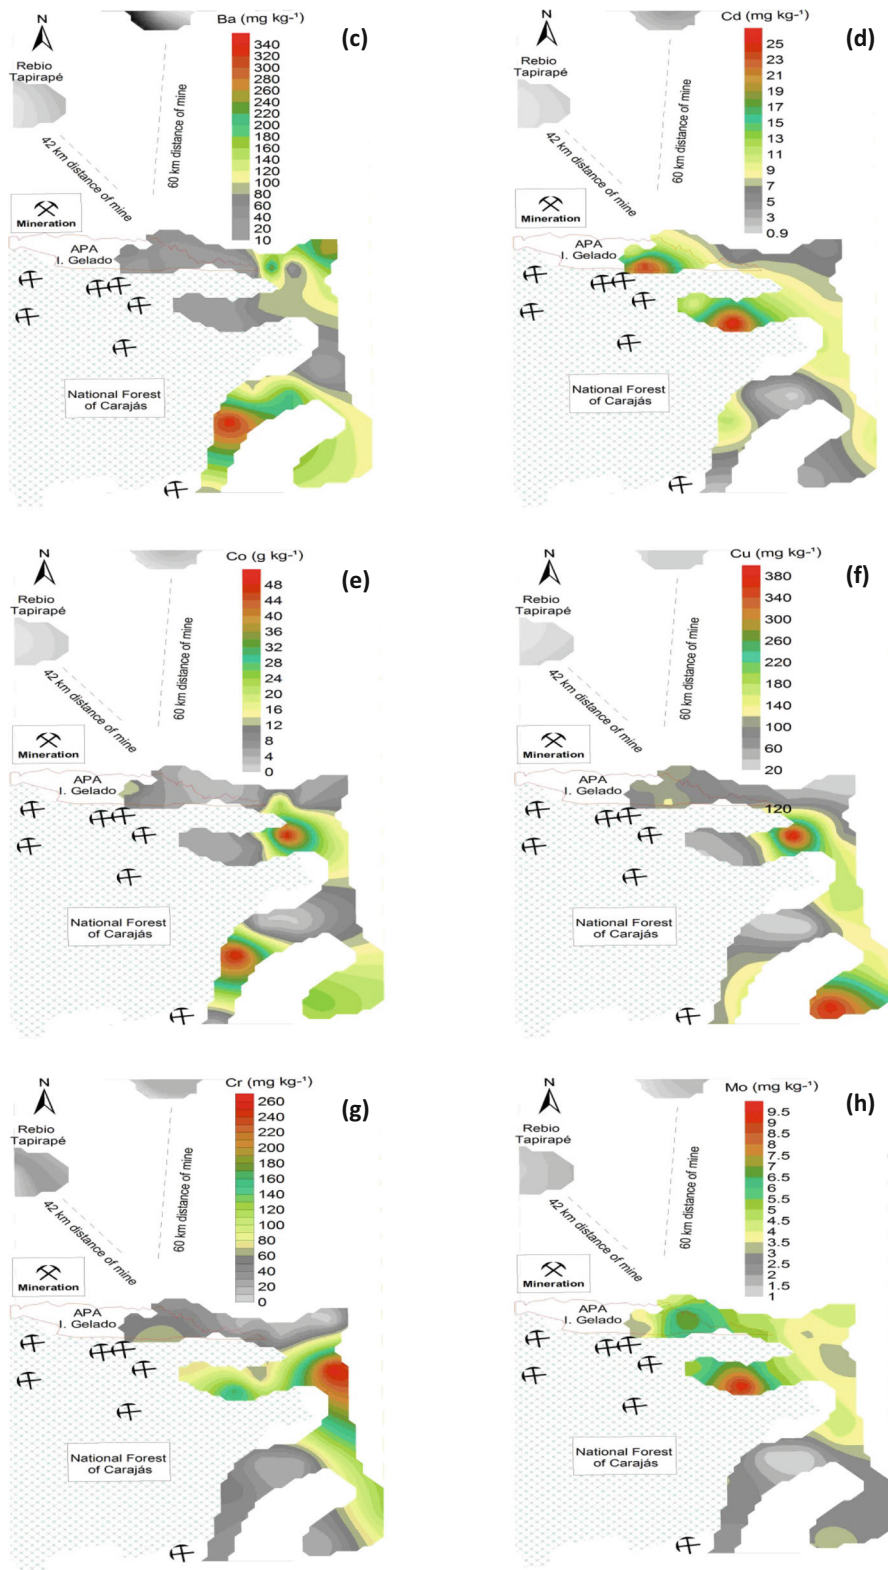 Ba (mg kg⁻¹)
(c)
N
Rebio
Tapirapé
42 km distance of mine
60 km distance of mine
340
320
300
280
260
240
220
200
180
160
140
120
100
80
60
40
20
10
Mineration
APA
I. Gelado
National Forest
of Carajás
Cd (mg kg⁻¹)
(d)
N
Rebio
Tapirapé
42 km distance of mine
60 km distance of mine
25
23
21
19
17
15
13
11
9
7
5
3
0.9
Mineration
APA
I. Gelado
National Forest
of Carajás
Co (g kg⁻¹)
(e)
N
Rebio
Tapirapé
42 km distance of mine
60 km distance of mine
48
44
40
36
32
28
24
20
16
12
8
4
0
Mineration
APA
I. Gelado
National Forest
of Carajás
Cu (mg kg⁻¹)
(f)
N
Rebio
Tapirapé
42 km distance of mine
60 km distance of mine
380
340
300
260
220
180
140
100
60
20
Mineration
APA
I. Gelado
120
National Forest
of Carajás
Cr (mg kg⁻¹)
(g)
N
Rebio
Tapirapé
42 km distance of mine
60 km distance of mine
260
240
220
200
180
160
140
120
100
80
60
40
20
0
Mineration
APA
I. Gelado
National Forest
of Carajás
Mo (mg kg⁻¹)
(h)
N
Rebio
Tapirapé
42 km distance of mine
60 km distance of mine
9.5
9
8.5
8
7.5
7
6.5
6
5.5
5
4.5
4
3.5
3
2.5
2
1.5
1
Mineration
APA
I. Gelado
National Forest
of Carajás